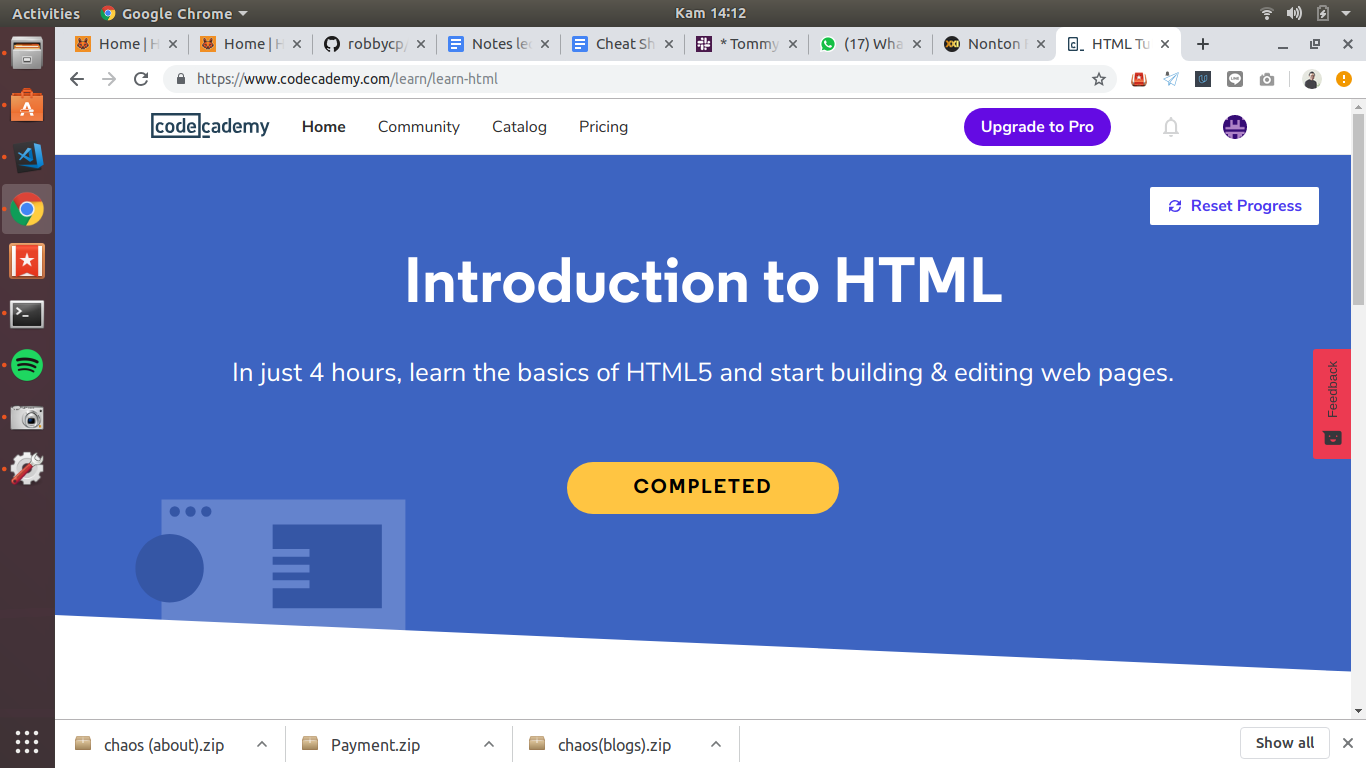 Activities Google Chrome Kam 14:12
Home | H Home | H robbycp/ Notes le Cheat Sh * Tommy (17) Wha Nonton HTML Tu
https://www.codecademy.com/learn/learn-html
codecademy Home Community Catalog Pricing Upgrade to Pro
Reset Progress
Introduction to HTML
In just 4 hours, learn the basics of HTML5 and start building & editing web pages.
Feedback
COMPLETED
chaos (about).zip Payment.zip chaos(blogs).zip Show all